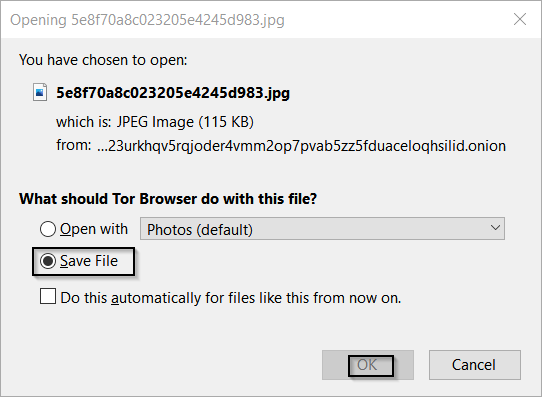 Opening 5e8f70a8c023205e4245d983.jpg
You have chosen to open:
5e8f70a8c023205e4245d983.jpg
which is: JPEG Image (115 KB)
from: ...23urkhqv5rqjoder4vmm2op7pvab5zz5fduaceloqhsilid.onion
What should Tor Browser do with this file?
Open with Photos (default)
Save File
Do this automatically for files like this from now on.
OK Cancel